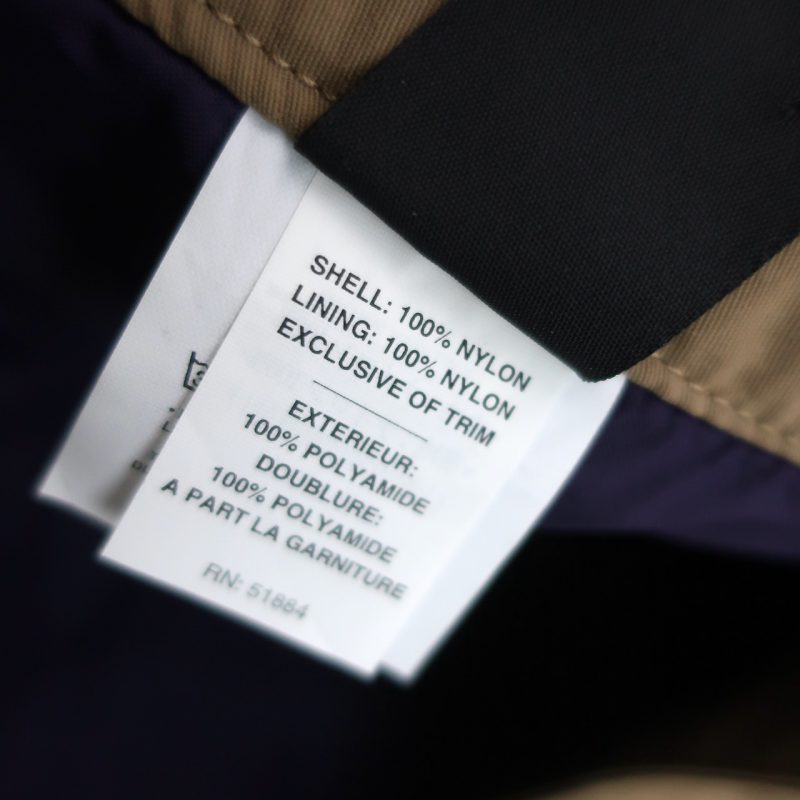 SHELL: 100% NYLON
LINING: 100% NYLON
EXCLUSIVE OF TRIM
EXTERIEUR:
100% POLYAMIDE
DOUBLURE:
100% POLYAMIDE
A PART LA GARNITURE
RN: 51884